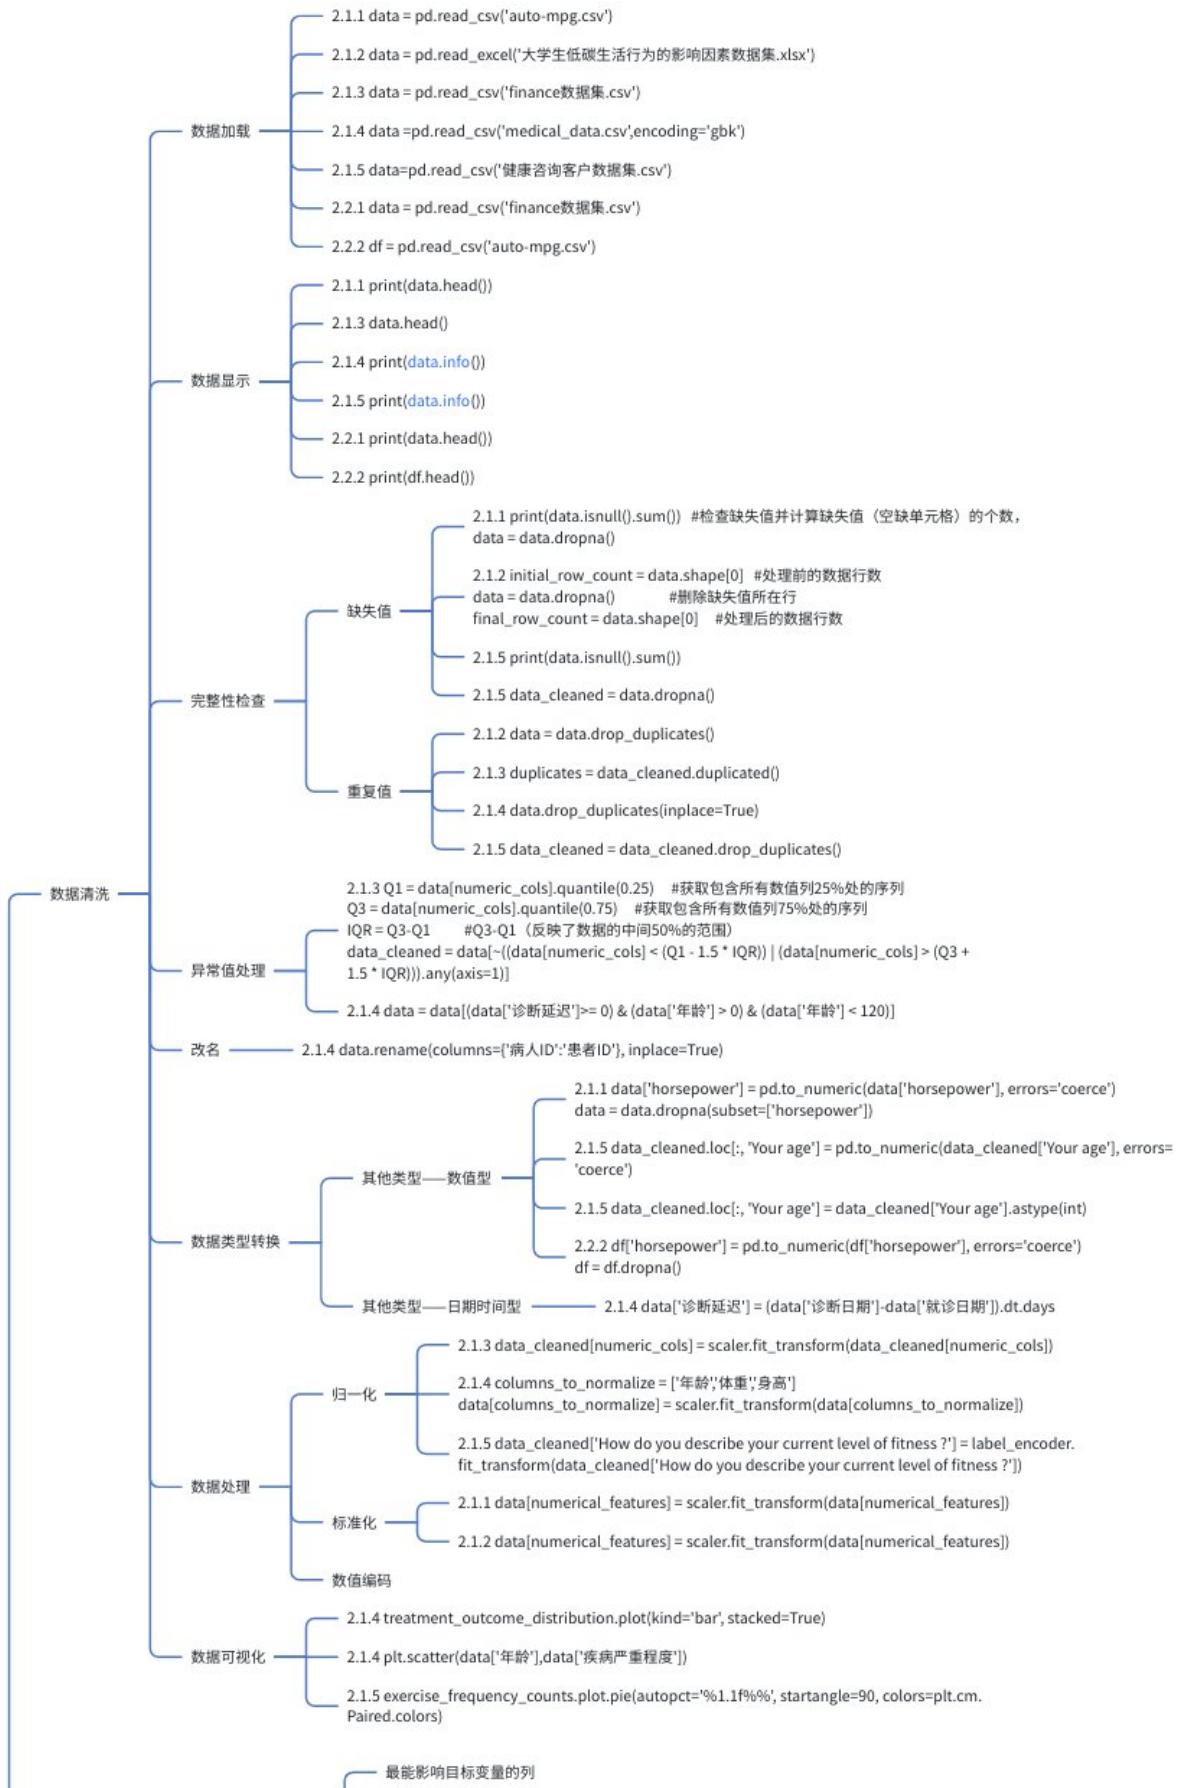 2.1.1 data = pd.read_csv('auto-mpg.csv')
2.1.2 data = pd.read_excel('大学生低碳生活行为的影响因素数据集.xlsx')
2.1.3 data = pd.read_csv('finance数据集.csv')
数据加载
2.1.4 data =pd.read_csv('medical_data.csv',encoding='gbk')
2.1.5 data=pd.read_csv('健康咨询客户数据集.csv')
2.2.1 data = pd.read_csv('finance数据集.csv')
2.2.2 df = pd.read_csv('auto-mpg.csv')
2.1.1 print(data.head())
2.1.3 data.head()
2.1.4 print(data.info())
数据显示
2.1.5 print(data.info())
2.2.1 print(data.head())
2.2.2 print(df.head())
2.1.1 print(data.isnull().sum()) #检查缺失值并计算缺失值（空缺单元格）的个数，
data = data.dropna()
2.1.2 initial_row_count = data.shape[0] #处理前的数据行数
data = data.dropna() #删除缺失值所在行
final_row_count = data.shape[0] #处理后的数据行数
缺失值
2.1.5 print(data.isnull().sum())
2.1.5 data_cleaned = data.dropna()
完整性检查
2.1.2 data = data.drop_duplicates()
2.1.3 duplicates = data_cleaned.duplicated()
重复值
2.1.4 data.drop_duplicates(inplace=True)
2.1.5 data_cleaned = data_cleaned.drop_duplicates()
数据清洗
2.1.3 Q1 = data[numeric_cols].quantile(0.25) #获取包含所有数值列25%处的序列
Q3 = data[numeric_cols].quantile(0.75) #获取包含所有数值列75%处的序列
IQR = Q3-Q1 #Q3-Q1（反映了数据的中间50%的范围）
data_cleaned = data[~((data[numeric_cols] < (Q1 - 1.5 * IQR)) | (data[numeric_cols] > (Q3 +
1.5 * IQR))).any(axis=1)]
异常值处理
2.1.4 data = data[(data['诊断延迟']>= 0) & (data['年龄'] > 0) & (data['年龄'] < 120)]
改名
2.1.4 data.rename(columns={'病人ID':'患者ID'}, inplace=True)
2.1.1 data['horsepower'] = pd.to_numeric(data['horsepower'], errors='coerce')
data = data.dropna(subset=['horsepower'])
2.1.5 data_cleaned.loc[:, 'Your age'] = pd.to_numeric(data_cleaned['Your age'], errors=
'coerce')
其他类型——数值型
2.1.5 data_cleaned.loc[:, 'Your age'] = data_cleaned['Your age'].astype(int)
数据类型转换
2.2.2 df['horsepower'] = pd.to_numeric(df['horsepower'], errors='coerce')
df = df.dropna()
其他类型——日期时间型
2.1.4 data['诊断延迟'] = (data['诊断日期']-data['就诊日期']).dt.days
2.1.3 data_cleaned[numeric_cols] = scaler.fit_transform(data_cleaned[numeric_cols])
归一化
2.1.4 columns_to_normalize = ['年龄','体重','身高']
data[columns_to_normalize] = scaler.fit_transform(data[columns_to_normalize])
2.1.5 data_cleaned['How do you describe your current level of fitness ?'] = label_encoder.
fit_transform(data_cleaned['How do you describe your current level of fitness ?'])
数据处理
标准化
2.1.1 data[numerical_features] = scaler.fit_transform(data[numerical_features])
2.1.2 data[numerical_features] = scaler.fit_transform(data[numerical_features])
数值编码
2.1.4 treatment_outcome_distribution.plot(kind='bar', stacked=True)
数据可视化
2.1.4 plt.scatter(data['年龄'],data['疾病严重程度'])
2.1.5 exercise_frequency_counts.plot.pie(autopct='%1.1f%%', startangle=90, colors=plt.cm.
Paired.colors)
最能影响目标变量的列